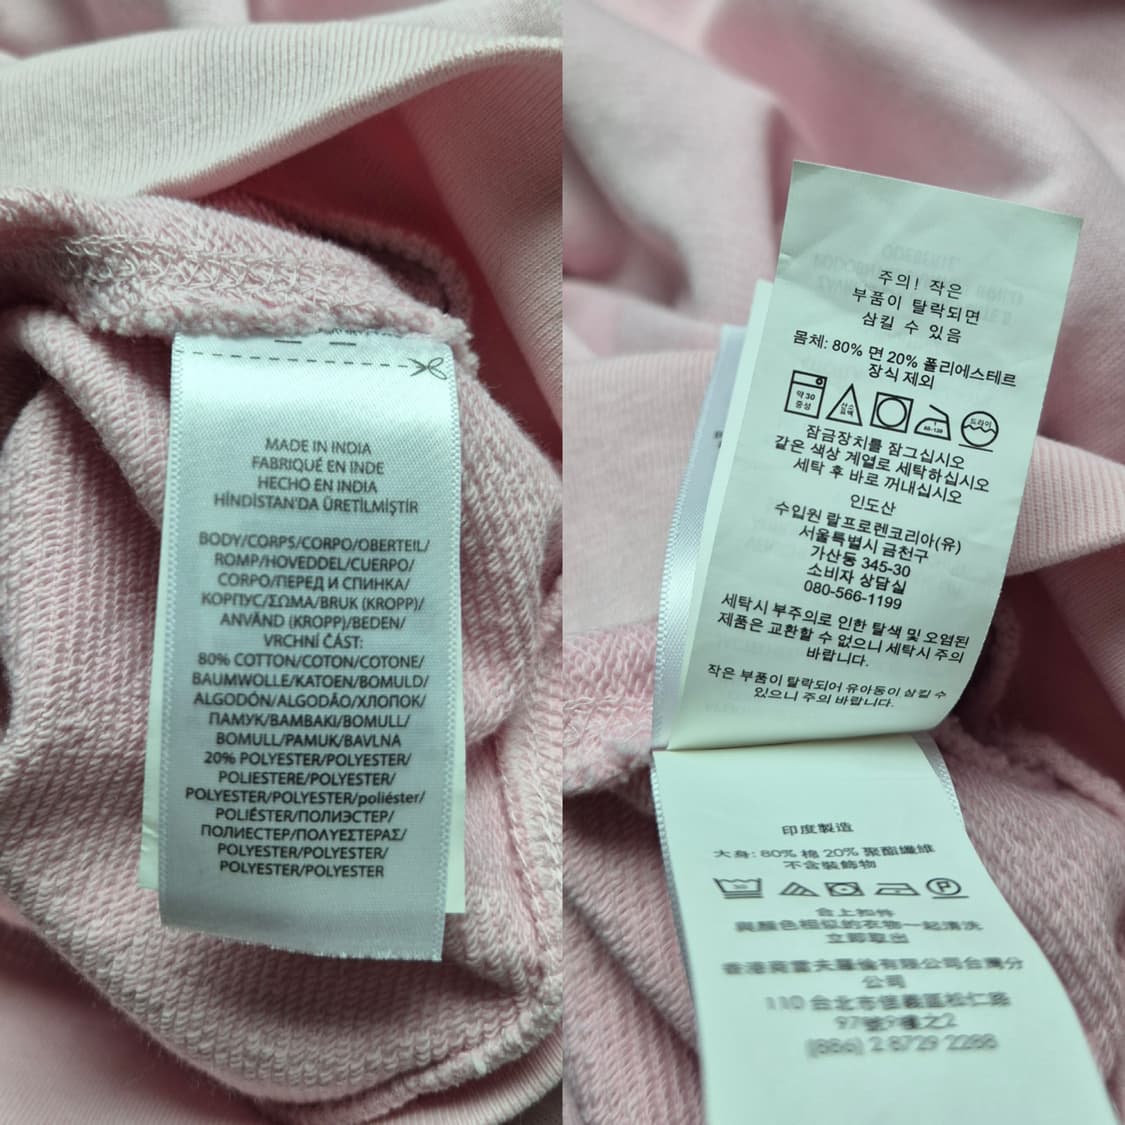 MADE IN INDIA
FABRIQUÉ EN INDE
HECHO EN INDIA
HİNDİSTAN'DA ÜRETİLMİŞTİR
BODY/CORPS/CORPO/OBERTEIL/
ROMP/HOVEDDEL/CUERPO/
CORPO/ПЕРЕД И СПИНКА/
КОРПУС/ΣΩΜΑ/BRUK (KROPP)/
ANVÄND (KROPP)/BEDEN/
VRCHNÍ ČÁST:
80% COTTON/COTON/COTONE/
BAUMWOLLE/KATOEN/BOMULD/
ALGODÓN/ALGODÃO/ХЛОПОК/
ПАМУК/ΒΑΜΒΑΚΙ/BOMULL/
BOMULL/PAMUK/BAVLNA
20% POLYESTER/POLYESTER/
POLIESTERE/POLYESTER/
POLYESTER/POLYESTER/poliéster/
POLIÉSTER/ПОЛИЭСТЕР/
ПОЛИЕСТЕР/ΠΟΛΥΕΣΤΕΡΑΣ/
POLYESTER/POLYESTER/
POLYESTER/POLYESTER
주의! 작은
부품이 탈락되면
삼킬 수 있음
몸체: 80% 면 20% 폴리에스테르
장식 제외
약 30
중성
산소
표백
80-120
드라이
잠금장치를 잠그십시오
같은 색상 계열로 세탁하십시오
세탁 후 바로 꺼내십시오
인도산
수입원 랄프로렌코리아(유)
서울특별시 금천구
가산동 345-30
소비자 상담실
080-566-1199
세탁시 부주의로 인한 탈색 및 오염된
제품은 교환할 수 없으니 세탁시 주의
바랍니다.
작은 부품이 탈락되어 유아동이 삼킬 수
있으니 주의 바랍니다.
印度製造
大身: 80% 棉 20% 聚酯纖維
不含裝飾物
30
P
合上扣件
與顏色相似的衣物一起清洗
立即取出
香港商雷夫羅倫有限公司台灣分
公司
110 台北市信義區松仁路
97號9樓之2
(886) 2 8729 2288